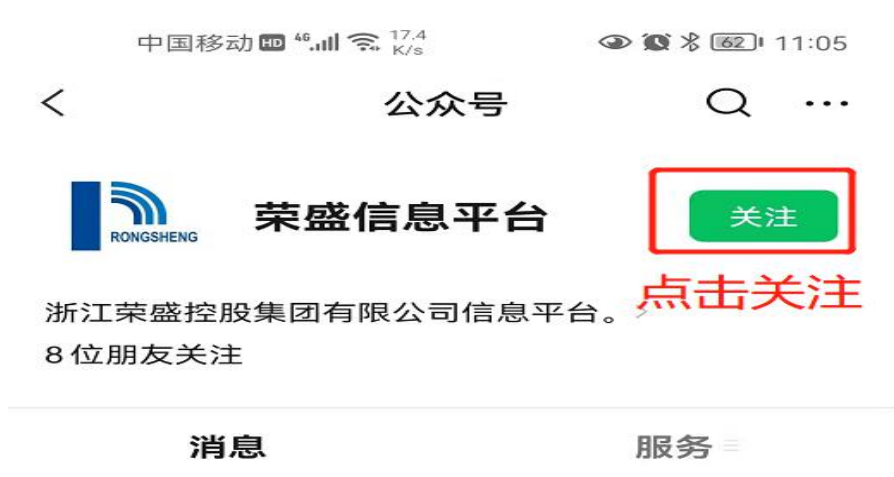 中国移动 HD 46 17.4 K/s 62 11:05
公众号
RONGSHENG 荣盛信息平台 关注
点击关注
浙江荣盛控股集团有限公司信息平台。
8位朋友关注
消息 服务